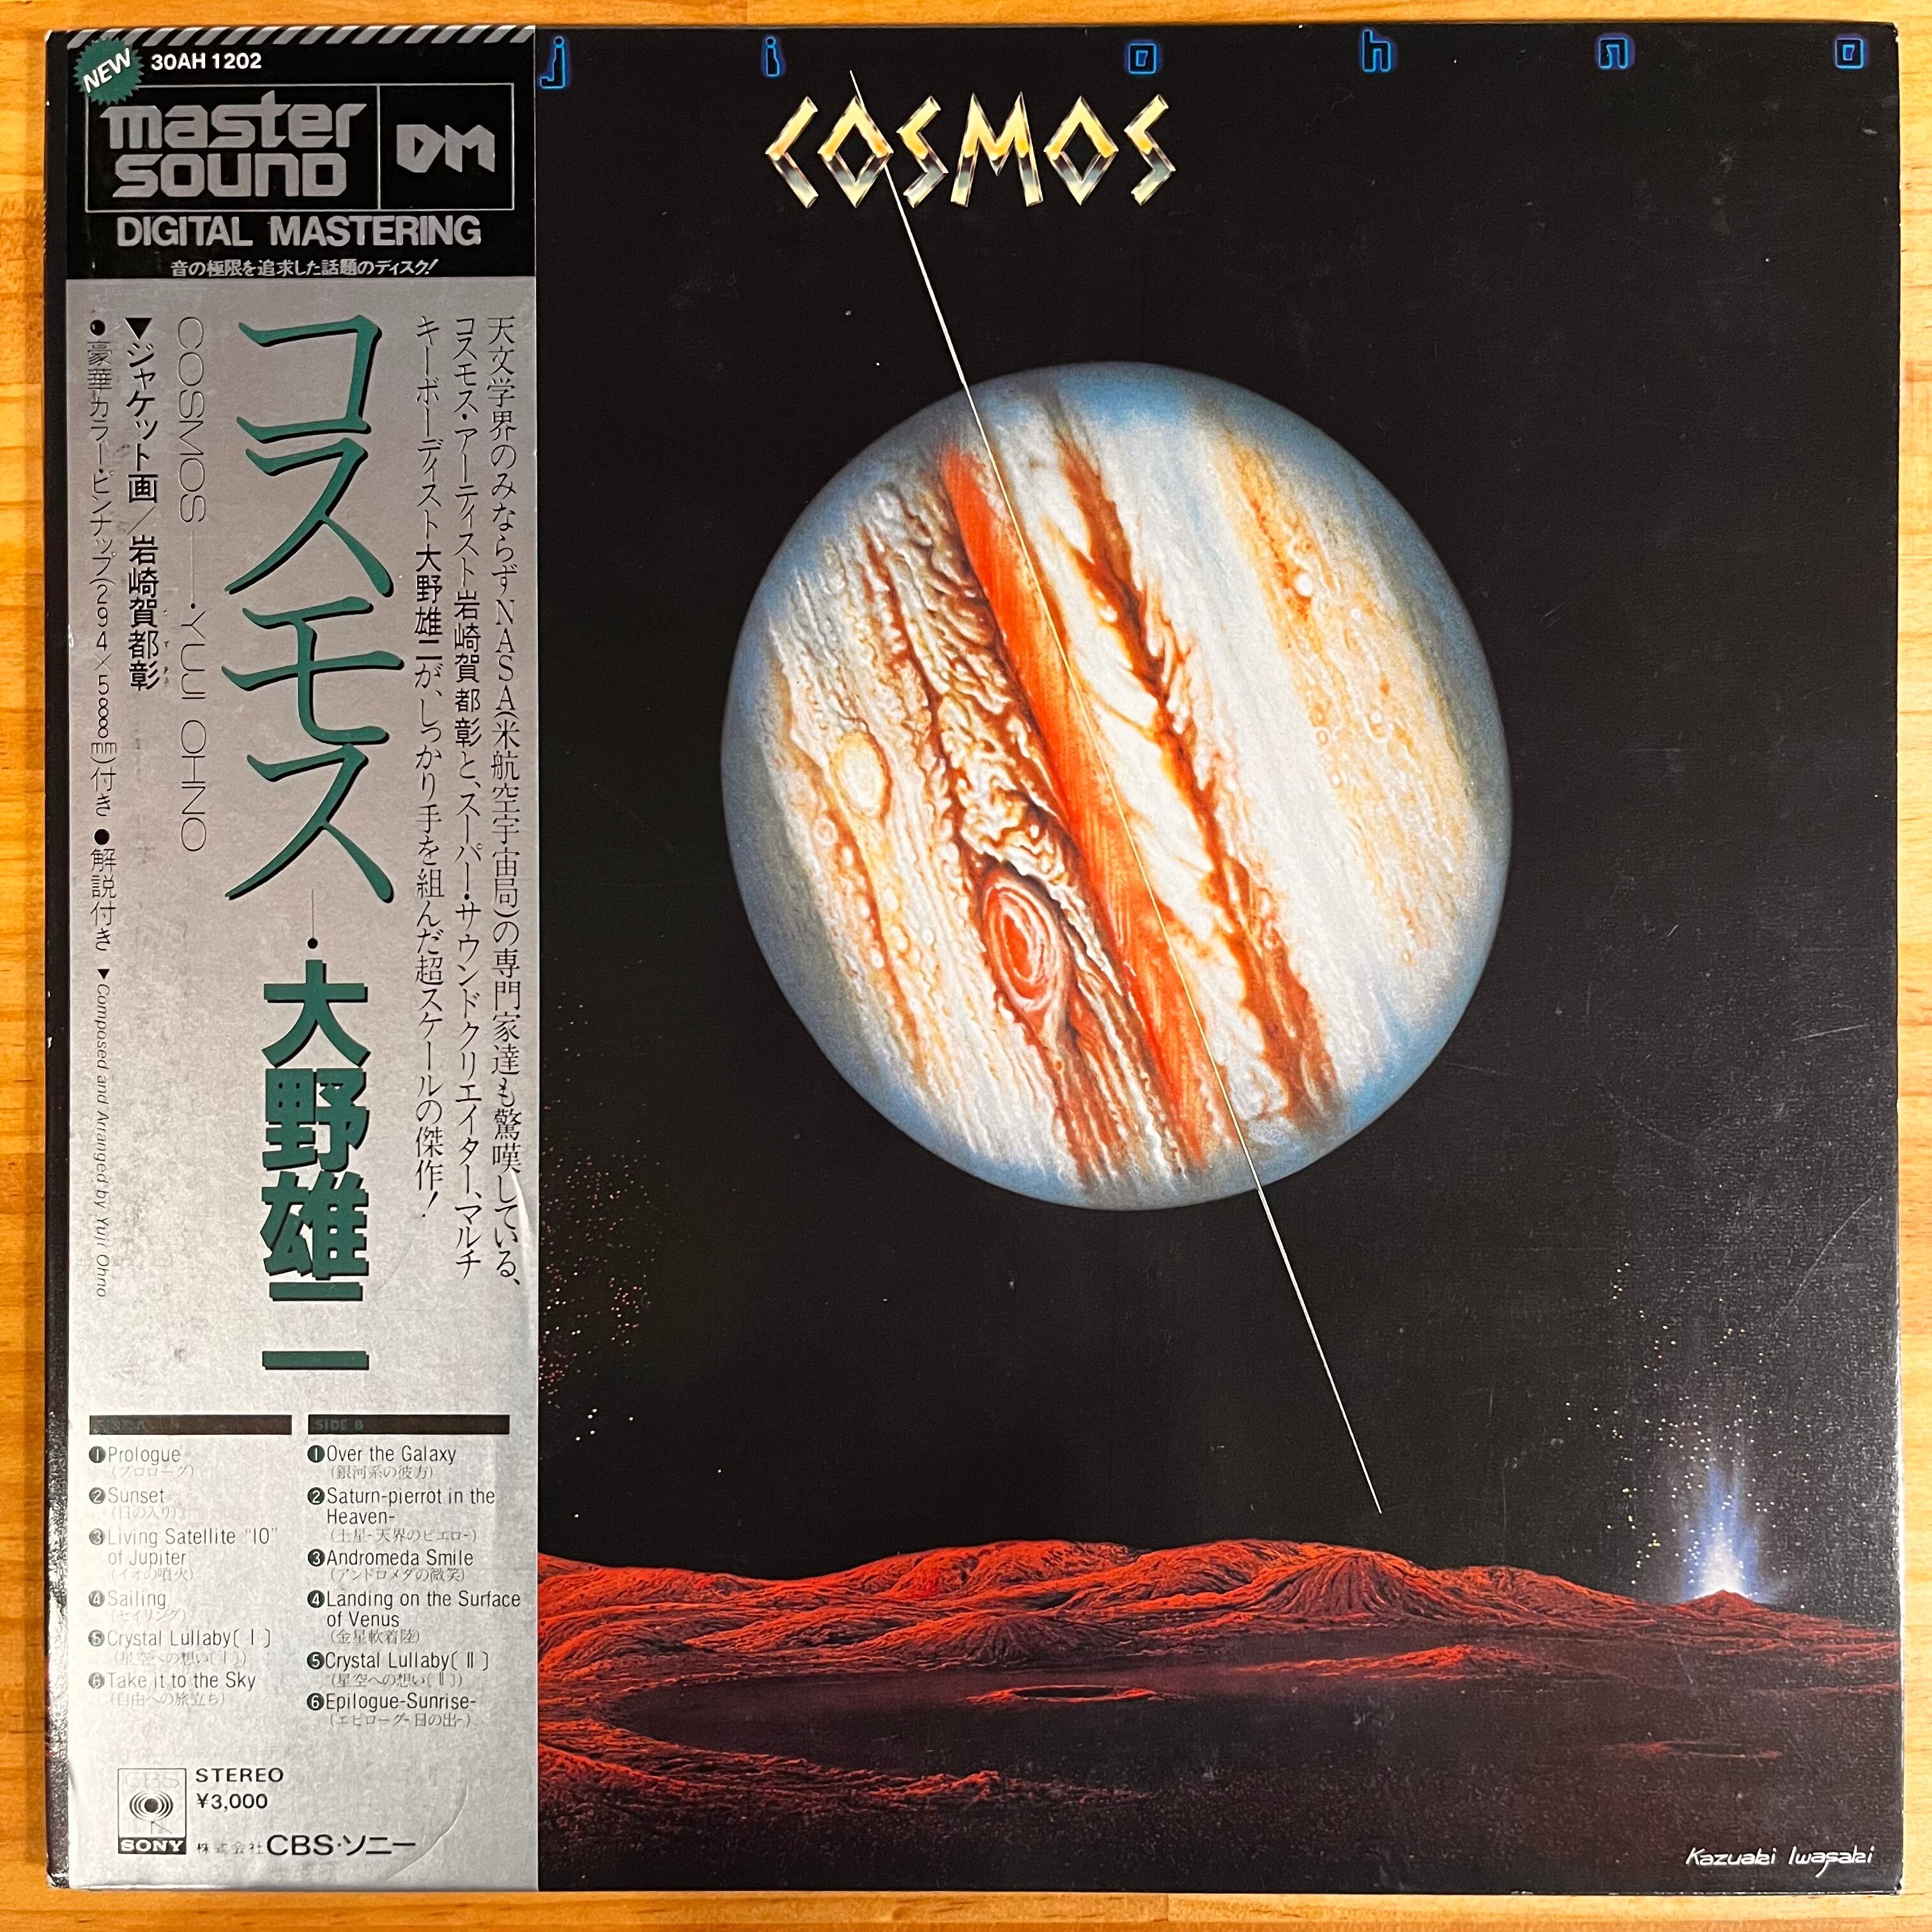 NEW
30AH 1202
master
sound
DM
DIGITAL MASTERING
音の極限を追求した話題のディスク!
天文学界のみならずNASA(米航空宇宙局)の専門家達も驚嘆している、
コスモス・アーティスト岩崎賀都彰と、スーパー・サウンドクリエイター、マルチ
キーボーディスト大野雄二が、しっかり手を組んだ超スケールの傑作!
コスモス—・大野雄二
COSMOS—・YUJI OHNO
▼ジャケット画/岩崎賀都彰
●豪華カラー・ピンナップ(294×588㎜)付き ●解説付き ▼Composed and Arranged by Yuji Ohno
SIDE A
❶Prologue
(プロローグ)
❷Sunset
(日の入り)
❸Living Satellite "IO"
of Jupiter
(イオの噴火)
❹Sailing
(セイリング)
❺Crystal Lullaby〔Ⅰ〕
(星空への想い〔Ⅰ〕)
❻Take it to the Sky
(自由への旅立ち)
SIDE B
❶Over the Galaxy
(銀河系の彼方)
❷Saturn-pierrot in the
Heaven-
(土星-天界のピエロ-)
❸Andromeda Smile
(アンドロメダの微笑)
❹Landing on the Surface
of Venus
(金星軟着陸)
❺Crystal Lullaby〔Ⅱ〕
(星空への想い〔Ⅱ〕)
❻Epilogue-Sunrise-
(エピローグ-日の出-)
CBS
SONY
STEREO
¥3,000
株式会社CBS・ソニー
j i o h n o
COSMOS
Kazuaki Iwasaki